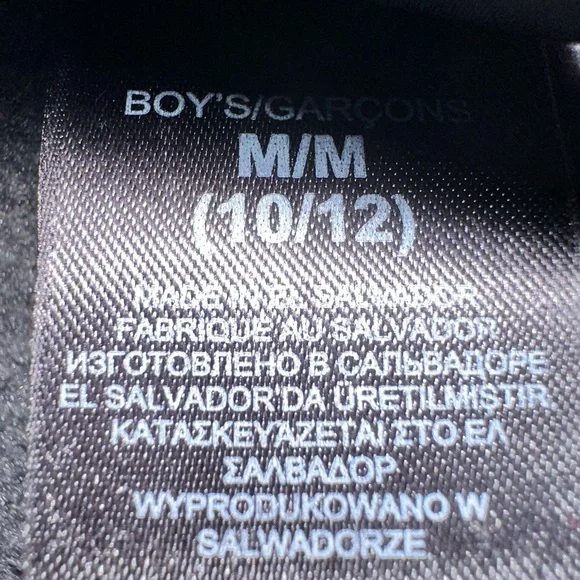 BOY'S/GARÇONS
M/M
(10/12)
MADE IN EL SALVADOR
FABRIQUE AU SALVADOR
ИЗГОТОВЛЕНО В САЛЬВАДОРЕ
EL SALVADOR DA ÜRETILMISTIR
ΚΑΤΑΣΚΕΥΑΖΕΤΑΙ ΣΤΟ ΕΛ
ΣΑΛΒΑΔΟΡ
WYPRODUKOWANO W
SALWADORZE